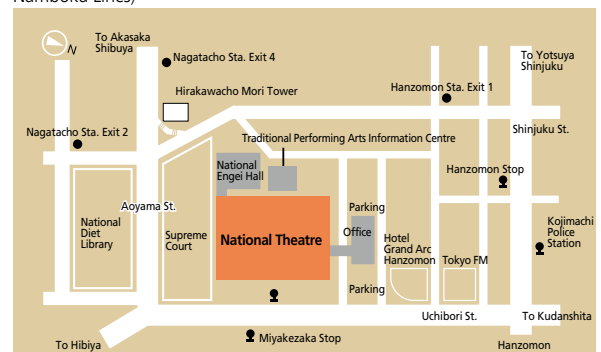 Namboku Lines)
N
To Akasaka
Shibuya
Nagatacho Sta. Exit 4
To Yotsuya
Shinjuku
Hirakawacho Mori Tower
Hanzomon Sta. Exit 1
Nagatacho Sta. Exit 2
Traditional Performing Arts Information Centre
Shinjuku St.
National
Engei Hall
Hanzomon Stop
Aoyama St.
Parking
National
Diet
Library
Supreme
Court
National Theatre
Office
Hotel
Grand Arc
Hanzomon
Tokyo FM
Kojimachi
Police
Station
Parking
Uchibori St.
To Kudanshita
To Hibiya
Miyakezaka Stop
Hanzomon